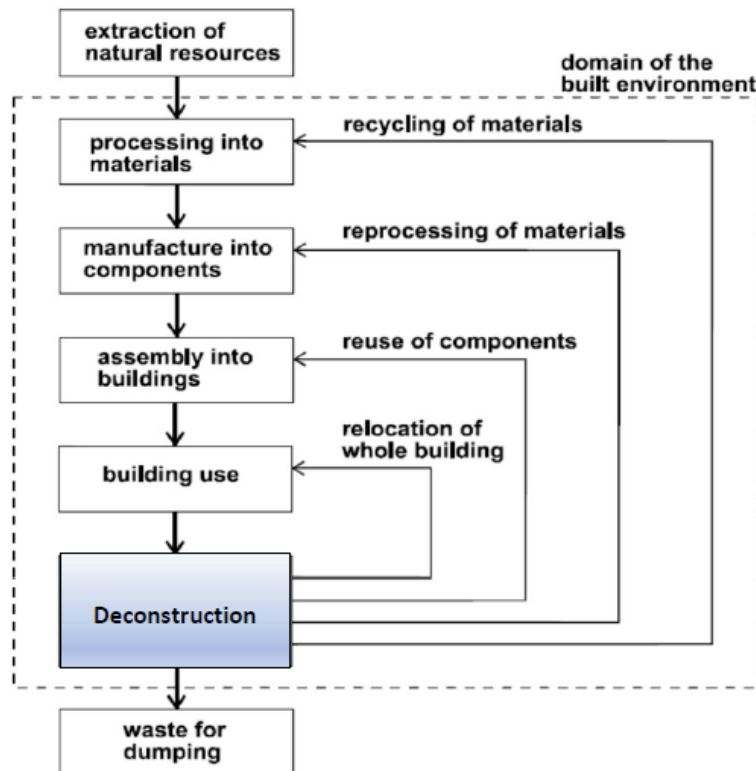 extraction of
natural resources
domain of the
built environment
processing into
materials
recycling of materials
manufacture into
components
reprocessing of materials
assembly into
buildings
reuse of components
relocation of
whole building
building use
Deconstruction
waste for
dumping